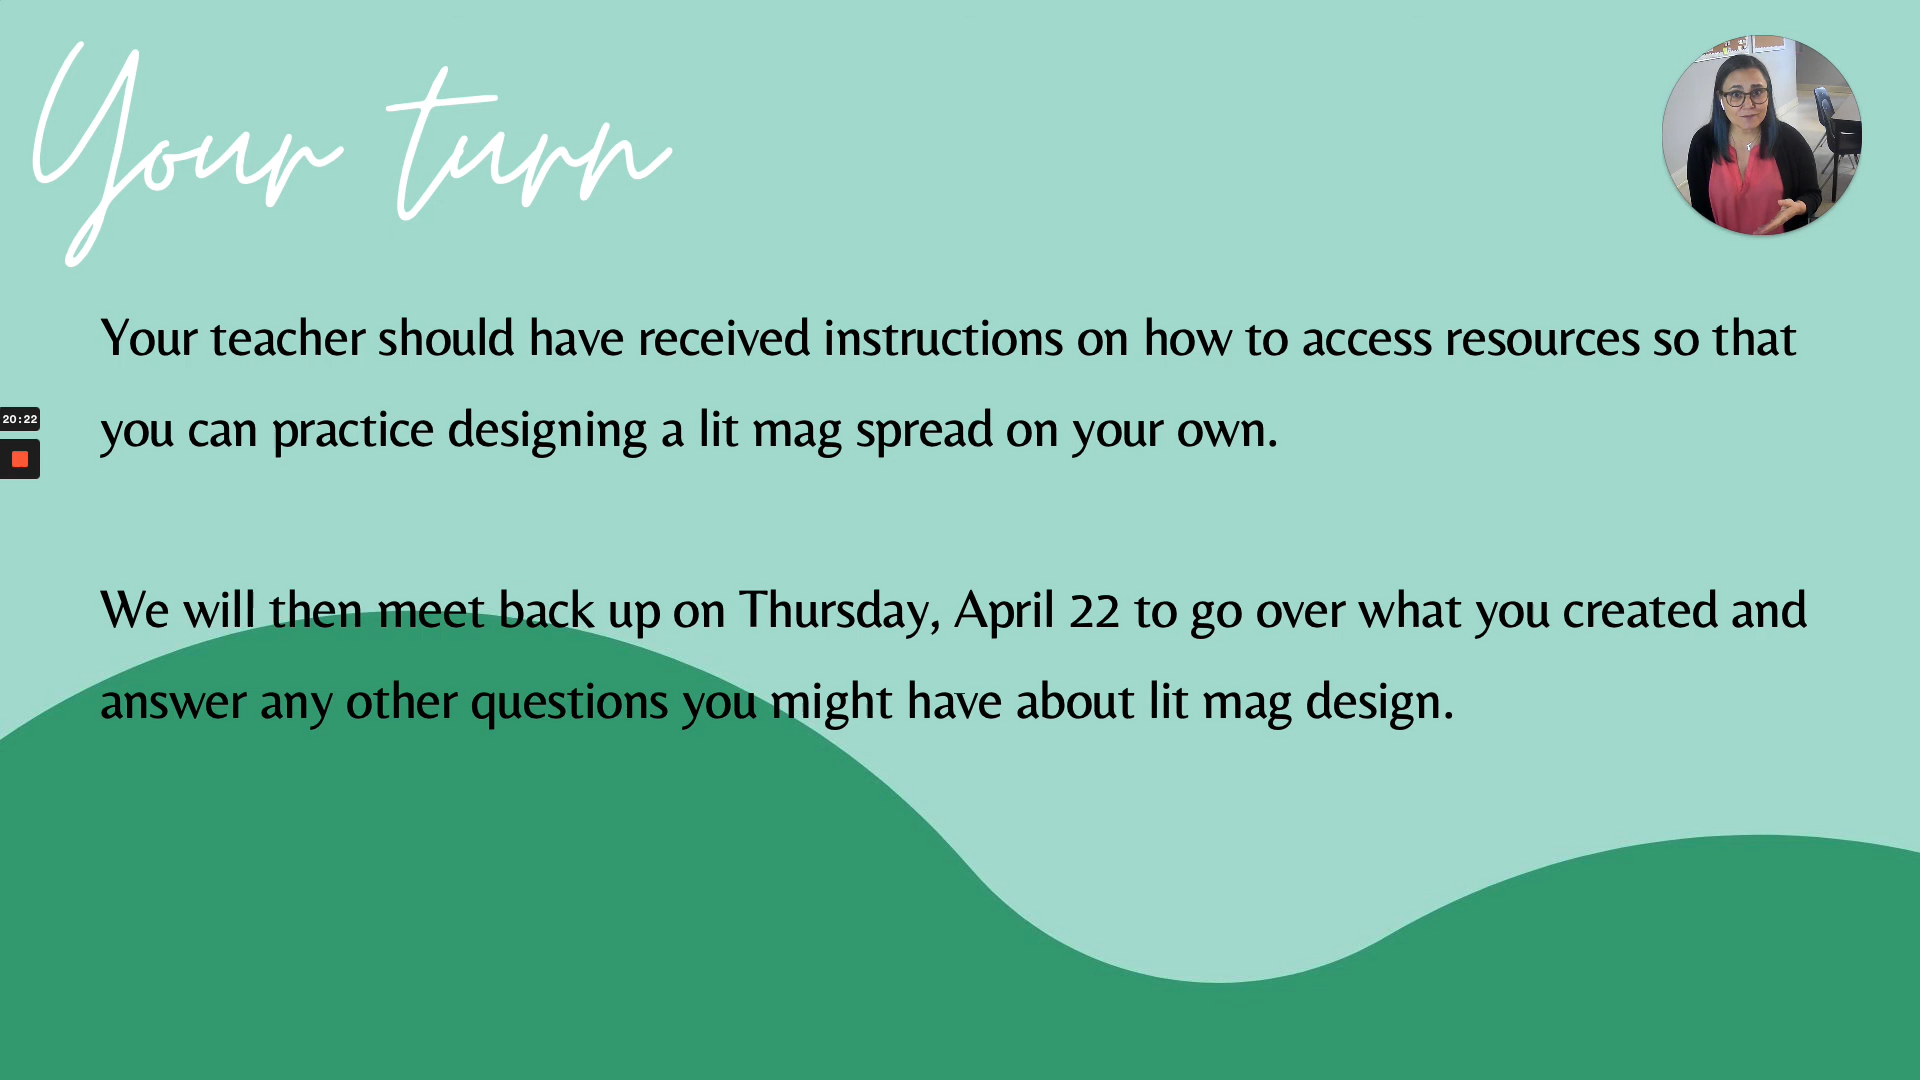 Your turn
Your teacher should have received instructions on how to access resources so that
you can practice designing a lit mag spread on your own.
20:22
We will then meet back up on Thursday, April 22 to go over what you created and
answer any other questions you might have about lit mag design.